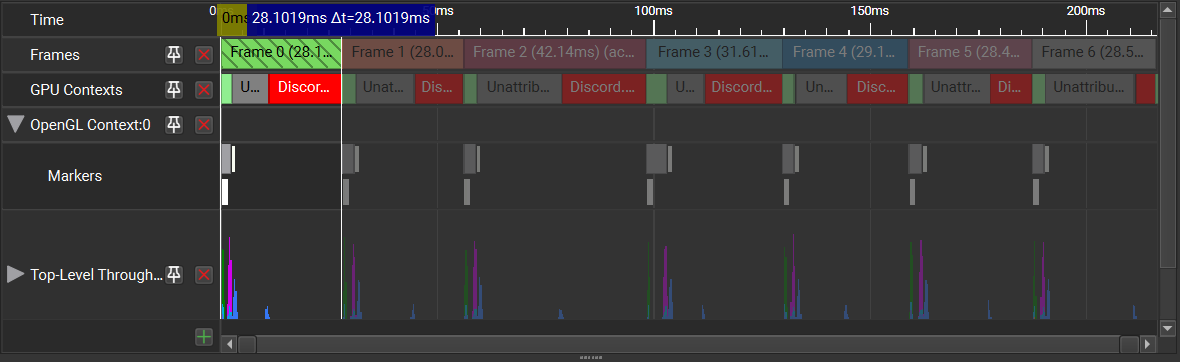 Time 0ms 28.1019ms Δt=28.1019ms 50ms 100ms 150ms 200ms
Frames Frame 0 (28.1... Frame 1 (28.0... Frame 2 (42.14ms) (ac... Frame 3 (31.61... Frame 4 (29.1... Frame 5 (28.4... Frame 6 (28.5...
GPU Contexts U... Discor... Unat... Dis... Unattrib... Discord.... U... Discord... Un... Disc... Unattr... Di... Unattribu...
OpenGL Context:0
Markers
Top-Level Through...